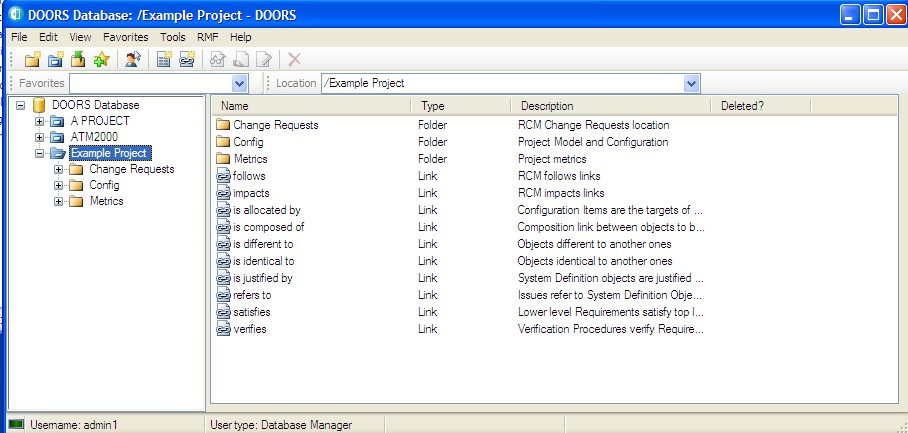 DOORS Database: /Example Project - DOORS
File Edit View Favorites Tools RMF Help
Favorites Location /Example Project
DOORS Database
A PROJECT
ATM2000
Example Project
Change Requests
Config
Metrics
Name Type Description Deleted?
Change Requests Folder RCM Change Requests location
Config Folder Project Model and Configuration
Metrics Folder Project metrics
follows Link RCM follows links
impacts Link RCM impacts links
is allocated by Link Configuration Items are the targets of ...
is composed of Link Composition link between objects to b...
is different to Link Objects different to another ones
is identical to Link Objects identical to another ones
is justified by Link System Definition objects are justified ...
refers to Link Issues refer to System Definition Obje...
satisfies Link Lower level Requirements satisfy top l...
verifies Link Verification Procedures verify Require...
Username: admin1 User type: Database Manager